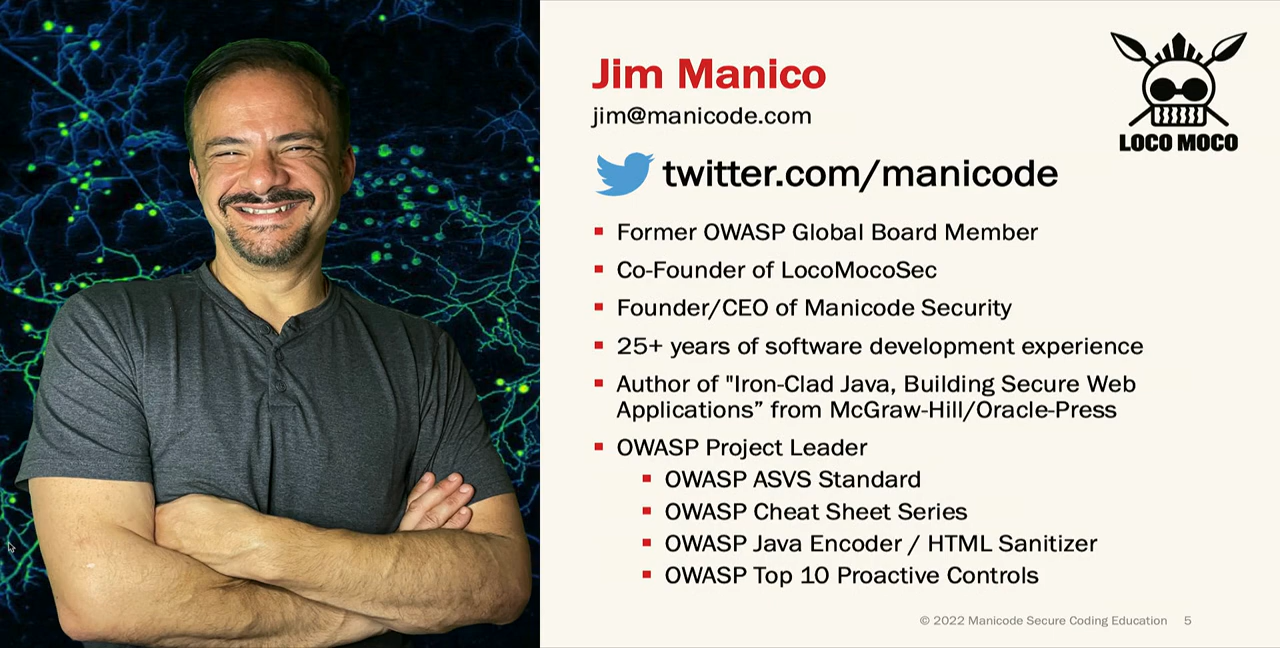 Jim Manico
jim@manicode.com
LOCO MOCO
twitter.com/manicode
Former OWASP Global Board Member
Co-Founder of LocoMocoSec
Founder/CEO of Manicode Security
25+ years of software development experience
Author of "Iron-Clad Java, Building Secure Web
Applications” from McGraw-Hill/Oracle-Press
OWASP Project Leader
OWASP ASVS Standard
OWASP Cheat Sheet Series
OWASP Java Encoder / HTML Sanitizer
OWASP Top 10 Proactive Controls
© 2022 Manicode Secure Coding Education 5